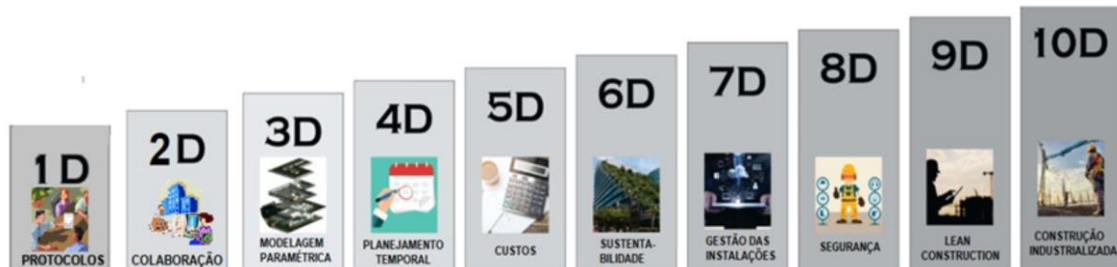 1D
PROTOCOLOS
2D
COLABORAÇÃO
3D
MODELAGEM
PARAMÉTRICA
4D
PLANEJAMENTO
TEMPORAL
5D
CUSTOS
6D
SUSTENTA-
BILIDADE
7D
GESTÃO DAS
INSTALAÇÕES
8D
SEGURANÇA
9D
LEAN
CONSTRUCTION
10D
CONSTRUÇÃO
INDUSTRIALIZADA